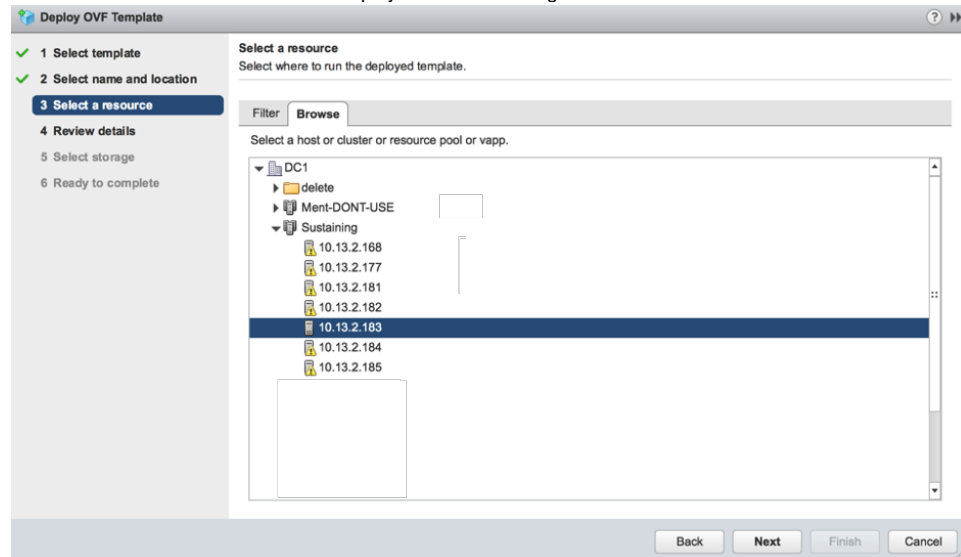 Deploy OVF Template
1 Select template
2 Select name and location
3 Select a resource
4 Review details
5 Select storage
6 Ready to complete
Select a resource
Select where to run the deployed template.
Filter Browse
Select a host or cluster or resource pool or vapp.
DC1
delete
Ment-DONT-USE
Sustaining
10.13.2.168
10.13.2.177
10.13.2.181
10.13.2.182
10.13.2.183
10.13.2.184
10.13.2.185
Back Next Finish Cancel